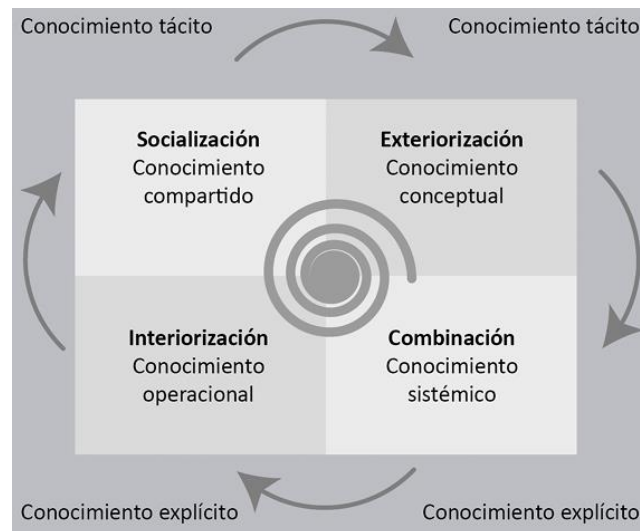 Conocimiento tácito
Conocimiento tácito
Socialización
Conocimiento
compartido
Exteriorización
Conocimiento
conceptual
Interiorización
Conocimiento
operacional
Combinación
Conocimiento
sistémico
Conocimiento explícito
Conocimiento explícito